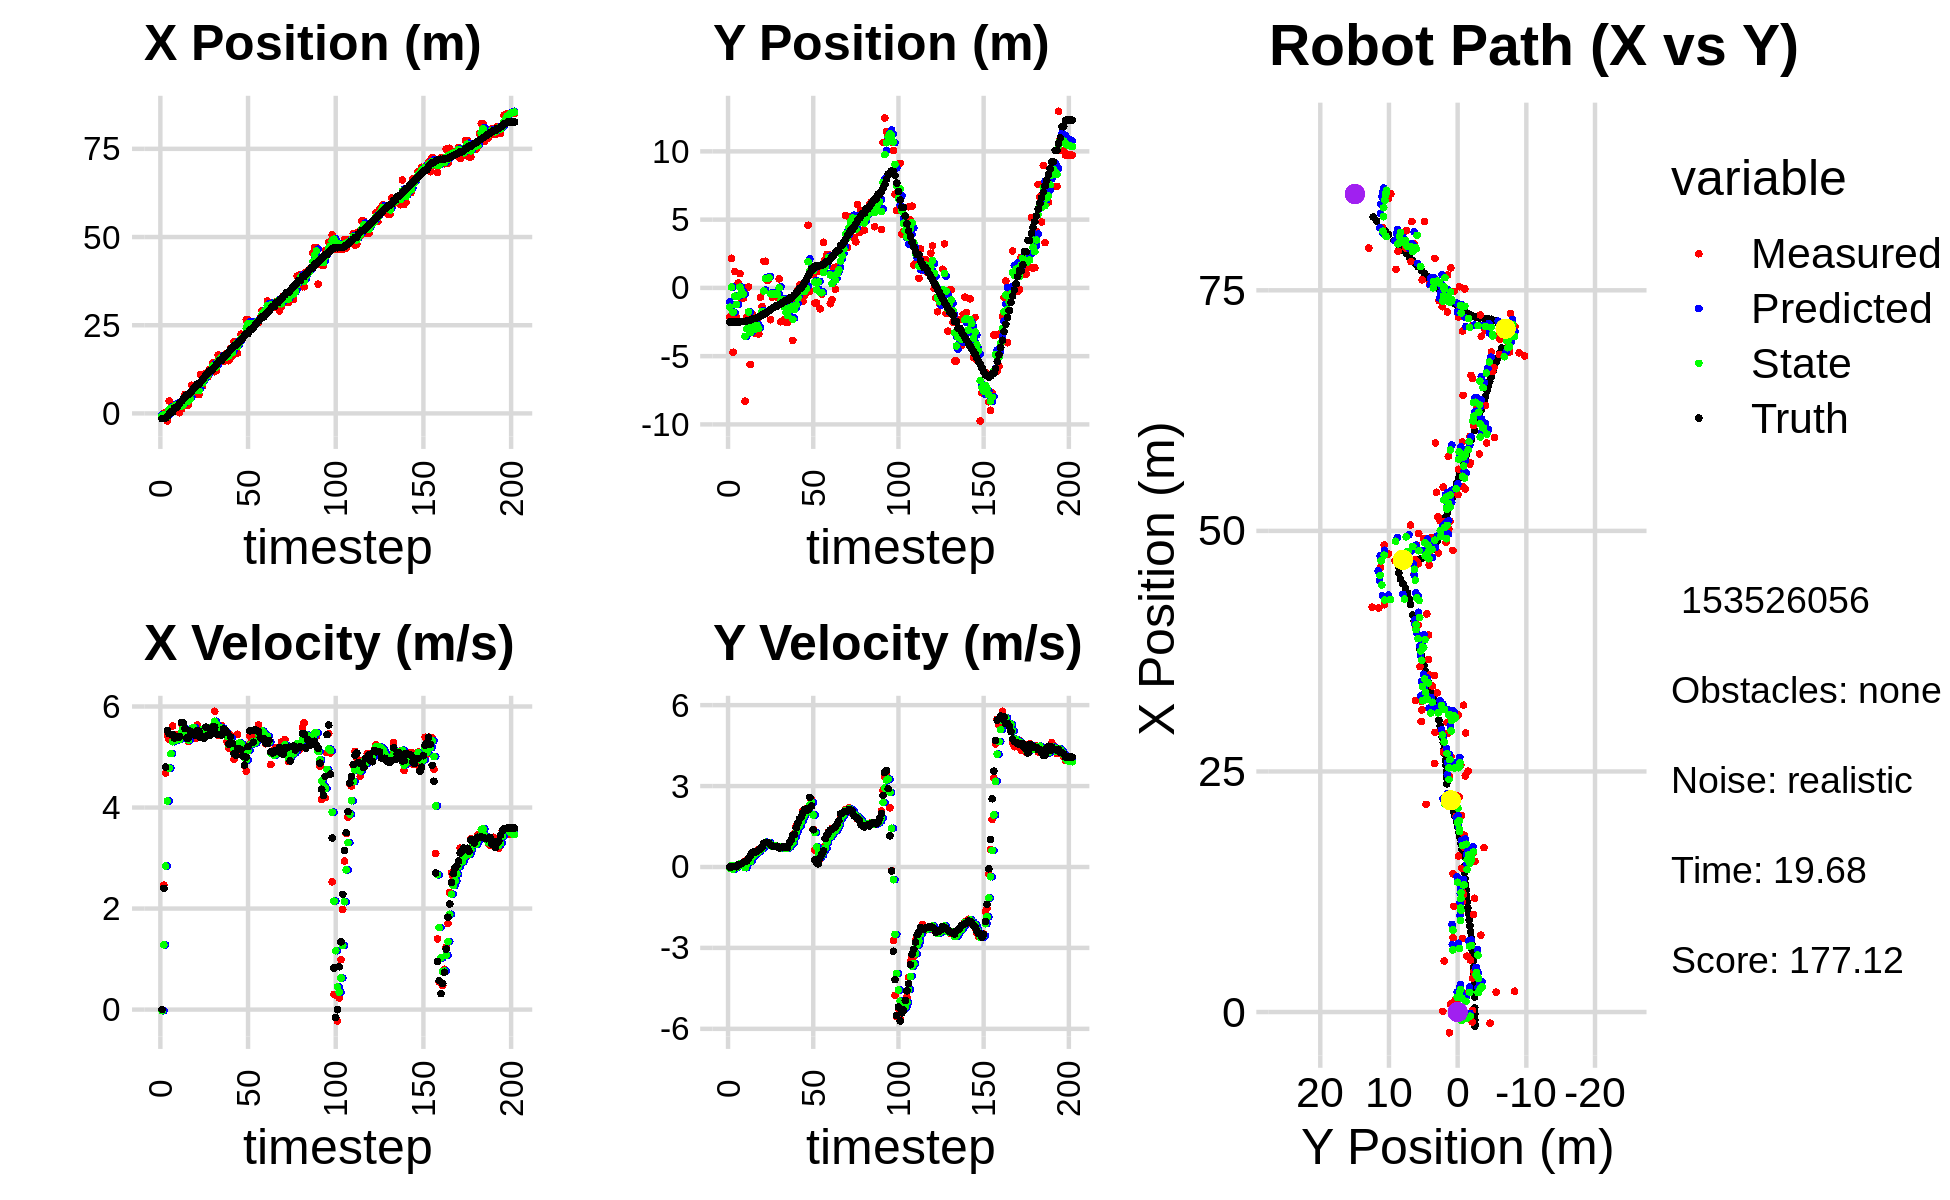 X Position (m)
75
50
25
0
0
50
100
150
200
timestep
Y Position (m)
10
5
0
-5
-10
0
50
100
150
200
timestep
X Velocity (m/s)
6
4
2
0
0
50
100
150
200
timestep
Y Velocity (m/s)
6
3
0
-3
-6
0
50
100
150
200
timestep
Robot Path (X vs Y)
X Position (m)
75
50
25
0
20 10 0 -10 -20
Y Position (m)
variable
Measured
Predicted
State
Truth
153526056
Obstacles: none
Noise: realistic
Time: 19.68
Score: 177.12